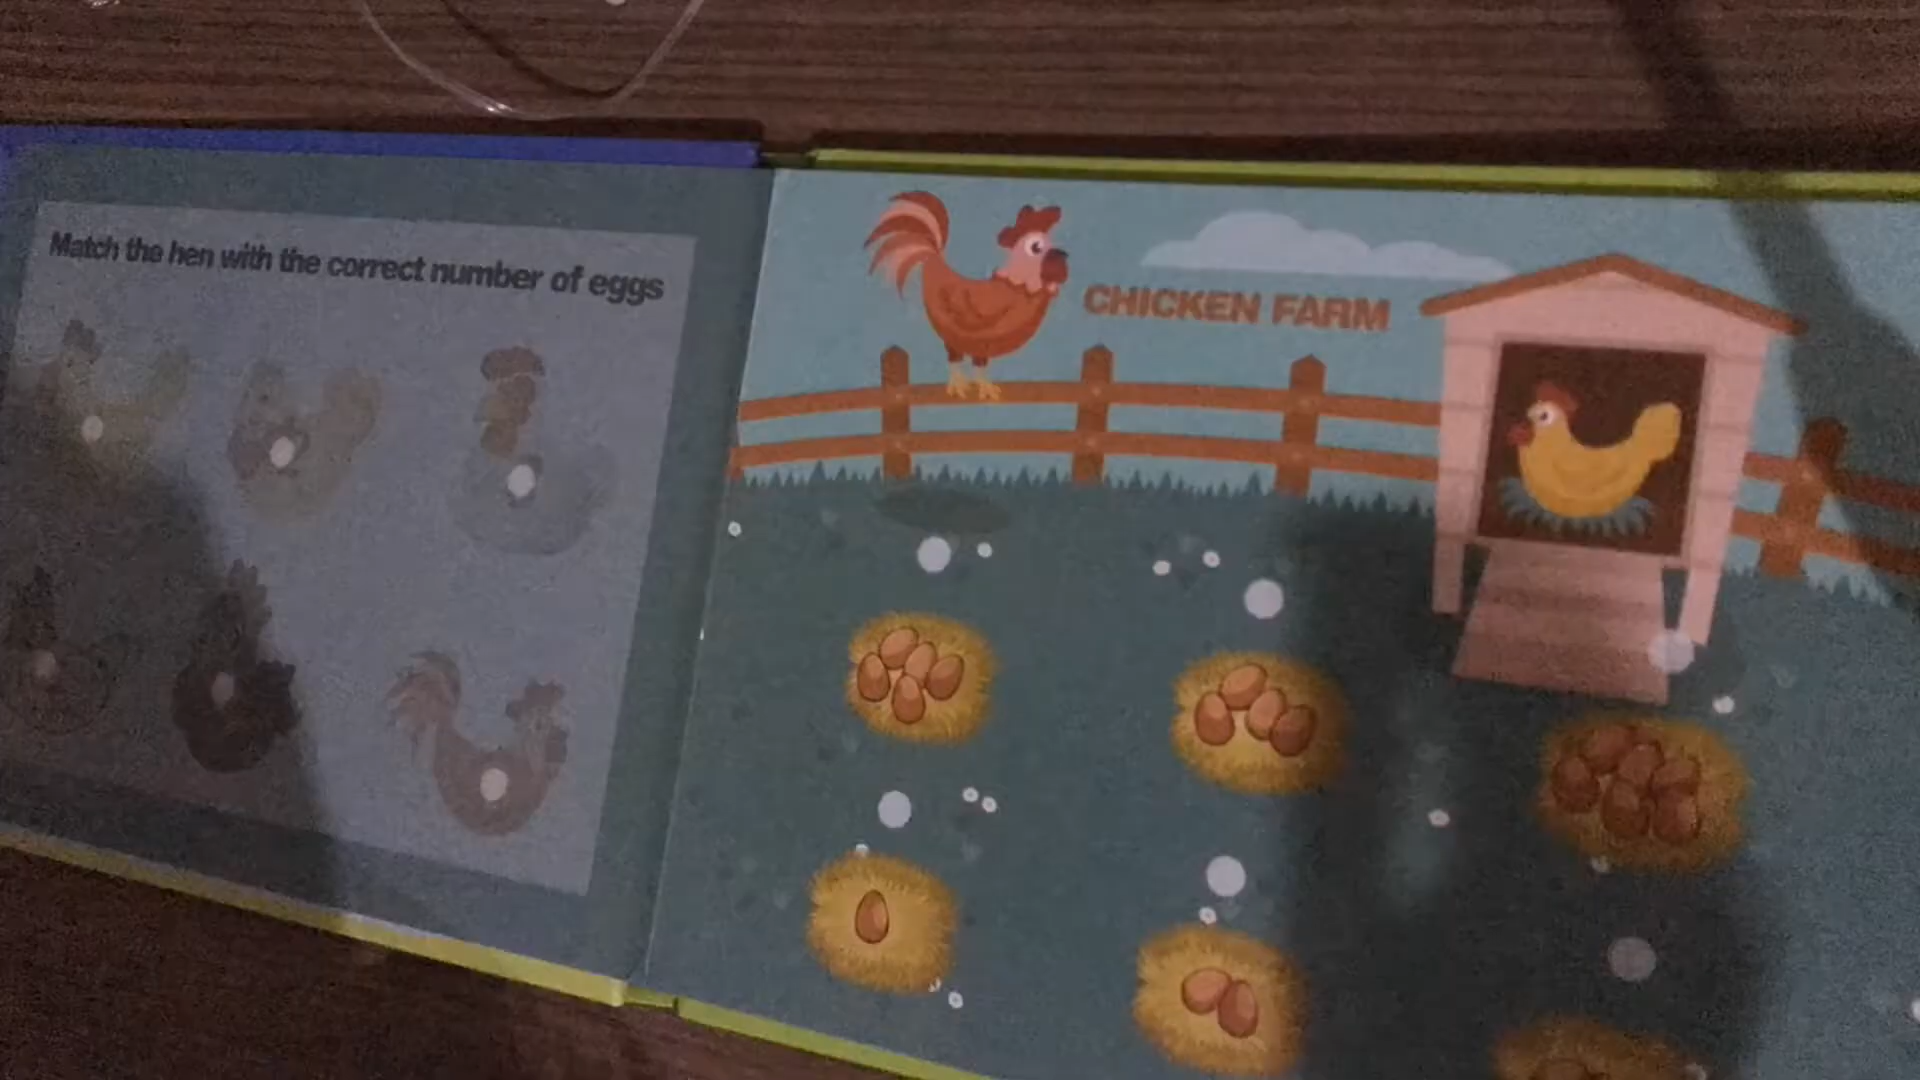 Match the hen with the correct number of eggs
CHICKEN FARM